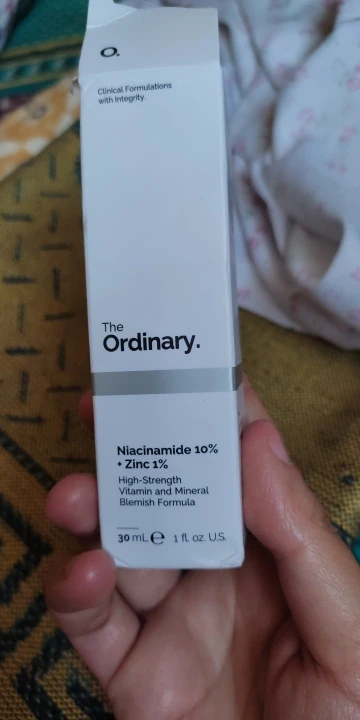 O.
Clinical Formulations
with Integrity.
The
Ordinary.
Niacinamide 10%
+ Zinc 1%
High-Strength
Vitamin and Mineral
Blemish Formula
30 mL ℮ 1 fl. oz. U.S.